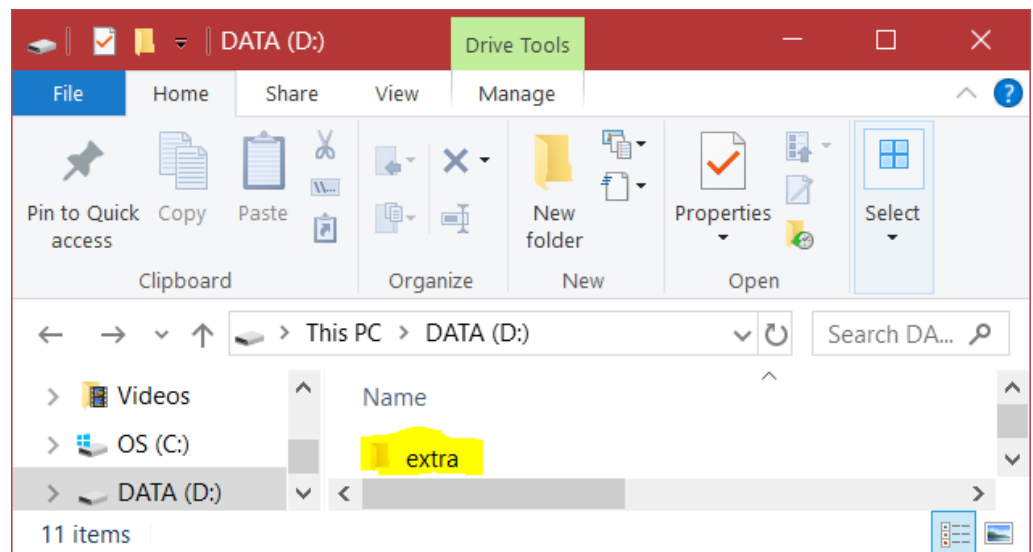 DATA (D:)
Drive Tools
File Home Share View Manage
Pin to Quick access
Copy
Paste
New folder
Properties
Select
Clipboard
Organize
New
Open
This PC > DATA (D:)
Search DA...
Videos
Name
OS (C:)
extra
DATA (D:)
11 items